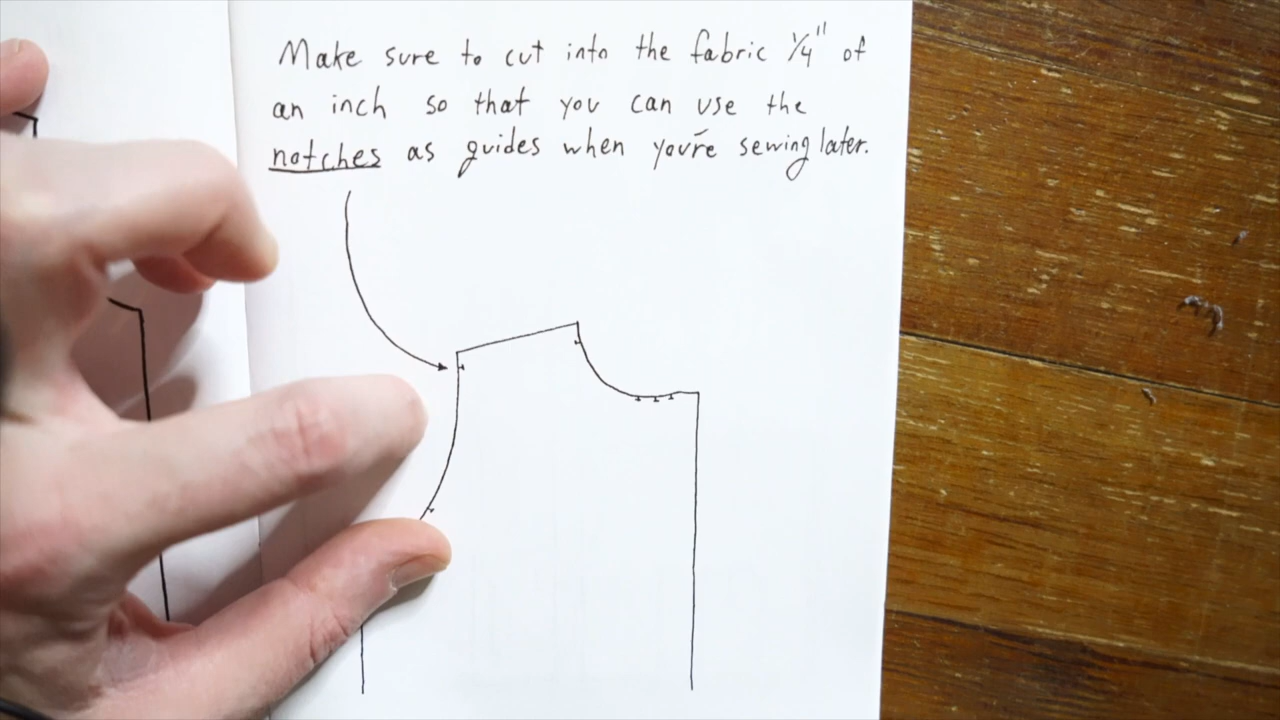 Make sure to cut into the fabric 1/4" of
an inch so that you can use the
notches as guides when you're sewing later.